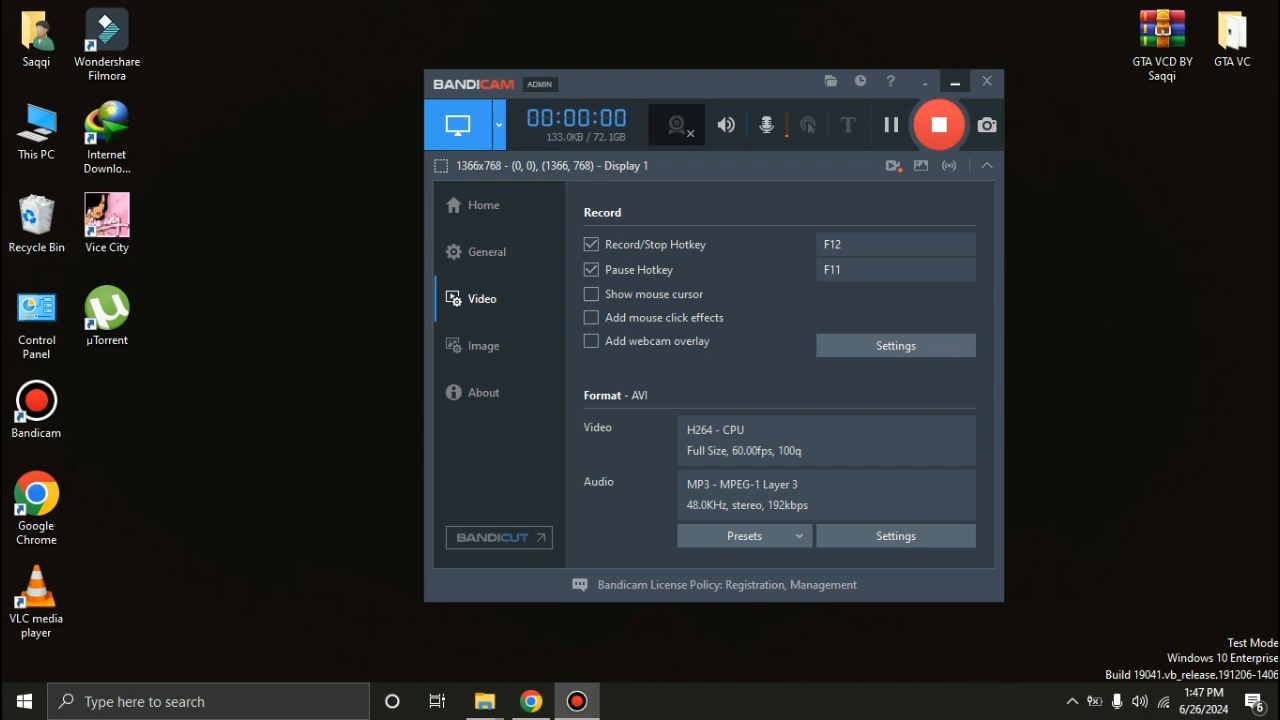 Saqqi
Wondershare
Filmora
This PC
Internet
Downlo...
Recycle Bin
Vice City
Control
Panel
µTorrent
Bandicam
Google
Chrome
VLC media
player
GTA VCD BY
Saqqi
GTA VC
BANDICAM
ADMIN
00:00:00
133.0KB / 72.1GB
1366x768 - (0, 0), (1366, 768) - Display 1
Home
General
Video
Image
About
BANDICUT
Record
Record/Stop Hotkey
F12
Pause Hotkey
F11
Show mouse cursor
Add mouse click effects
Add webcam overlay
Settings
Format - AVI
Video
H264 - CPU
Full Size, 60.00fps, 100q
Audio
MP3 - MPEG-1 Layer 3
48.0KHz, stereo, 192kbps
Presets
Settings
Bandicam License Policy: Registration, Management
Test Mode
Windows 10 Enterprise
Build 19041.vb_release.191206-1406
Type here to search
1:47 PM
6/26/2024
6